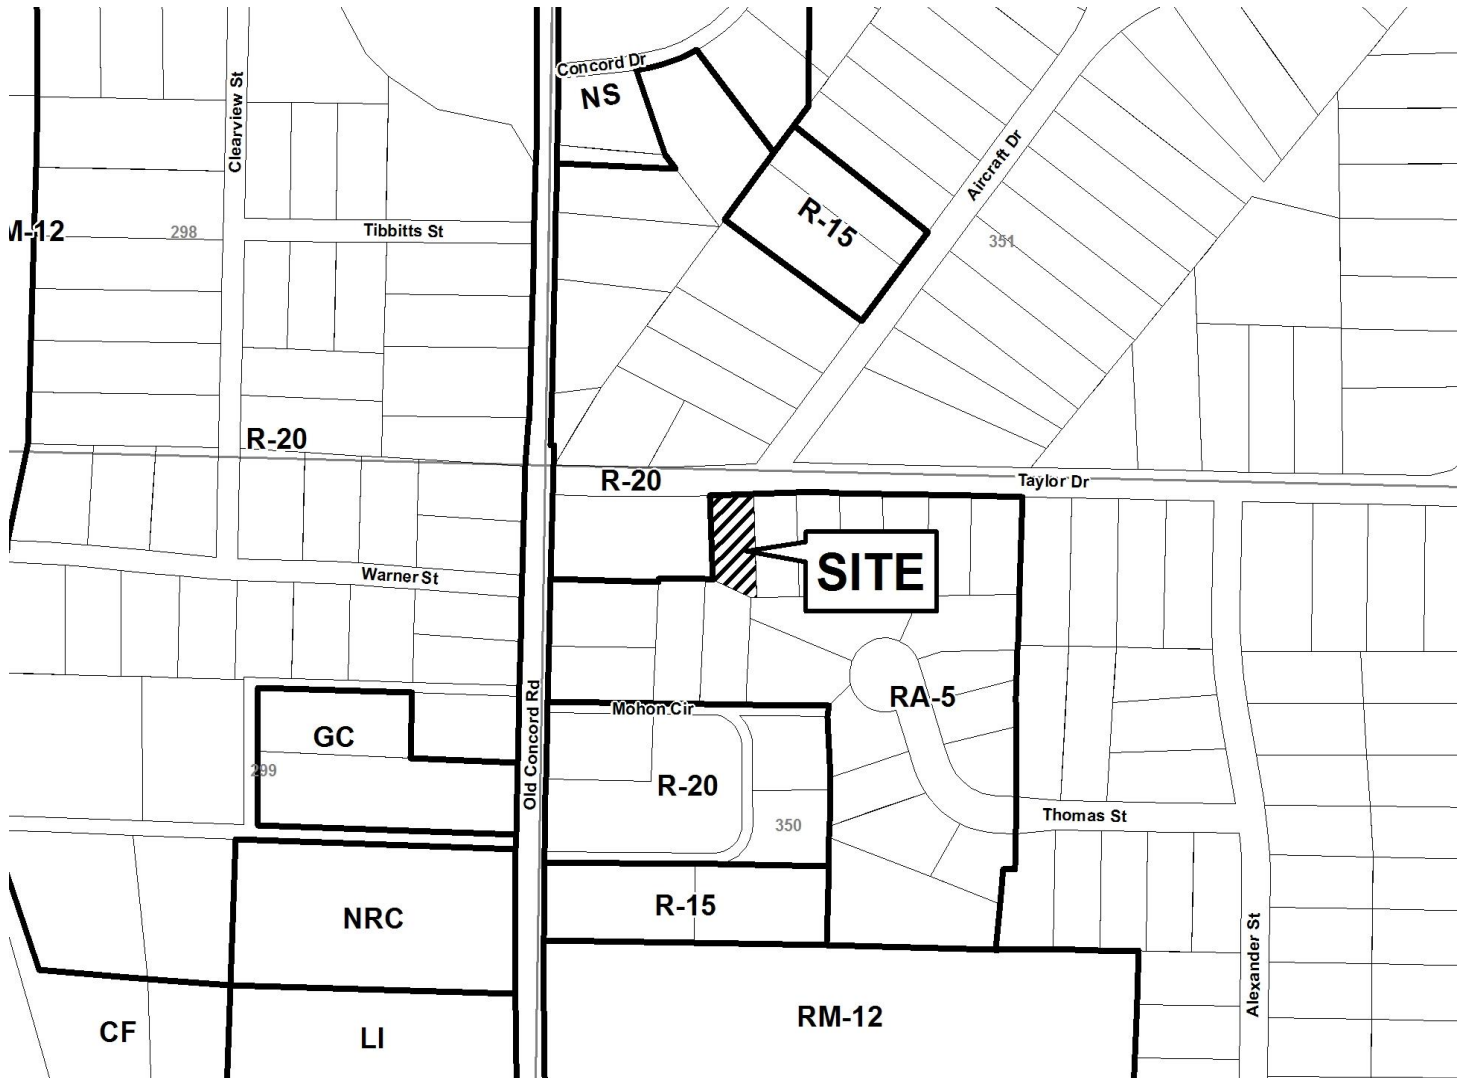 Concord Dr
NS
Clearview St
Aircraft Dr
R-15
M-12
298
Tibbitts St
351
R-20
R-20
Taylor Dr
Warner St
SITE
RA-5
Old Concord Rd
Mohon Cir
GC
299
R-20
350
Thomas St
R-15
NRC
Alexander St
CF
LI
RM-12